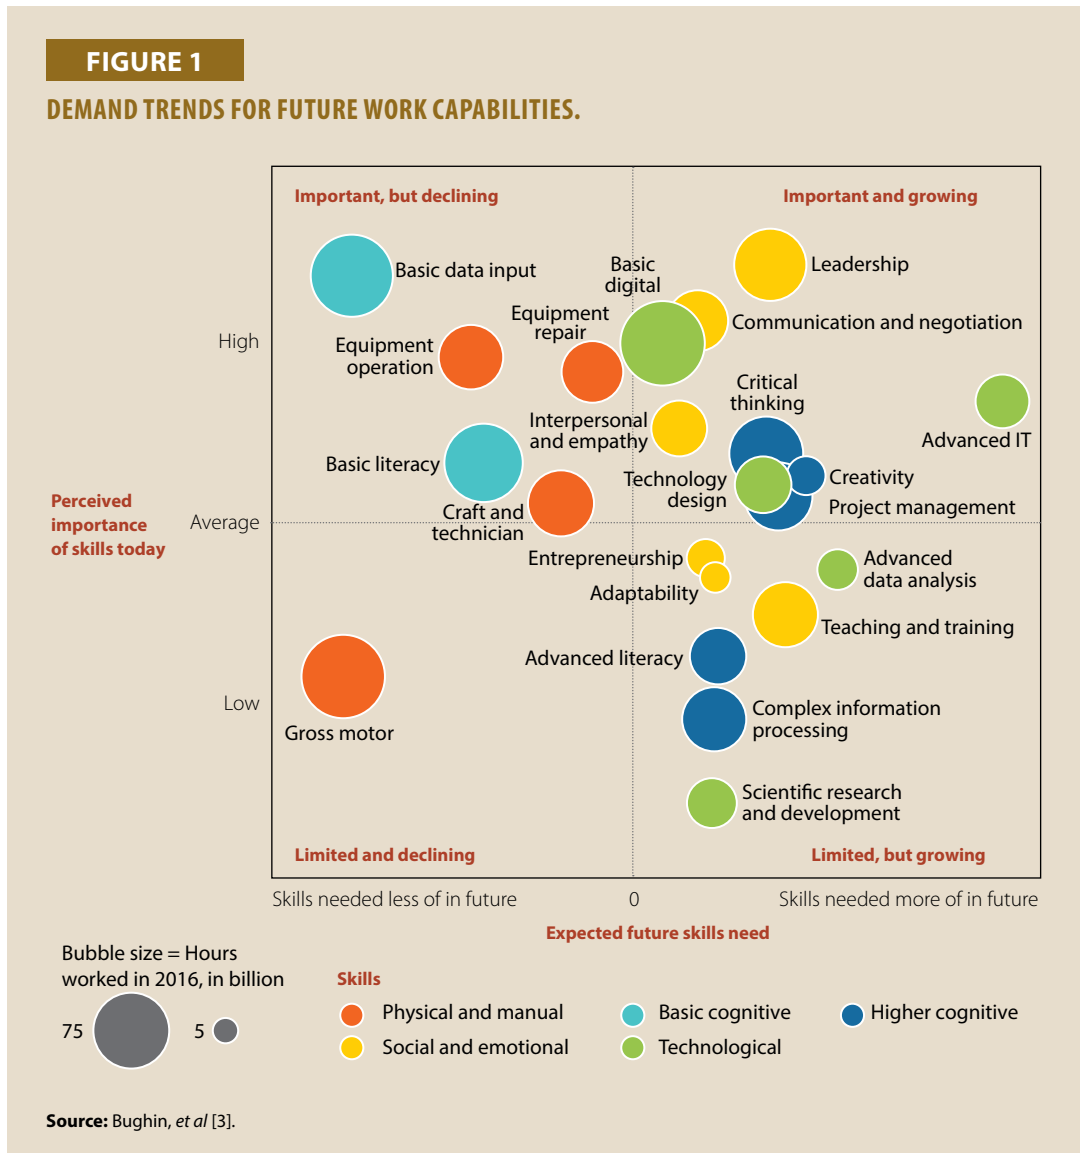 FIGURE 1
DEMAND TRENDS FOR FUTURE WORK CAPABILITIES.
Important, but declining
Important and growing
Basic data input
Basic
digital
Leadership
Equipment
repair
Communication and negotiation
High
Equipment
operation
Critical
thinking
Interpersonal
and empathy
Advanced IT
Basic literacy
Technology
design
Creativity
Project management
Craft and
technician
Perceived
importance
of skills today
Average
Entrepreneurship
Adaptability
Advanced
data analysis
Teaching and training
Advanced literacy
Low
Complex information
processing
Gross motor
Scientific research
and development
Limited and declining
Limited, but growing
Skills needed less of in future
0
Skills needed more of in future
Expected future skills need
Bubble size = Hours
worked in 2016, in billion
75
5
Skills
Physical and manual
Basic cognitive
Higher cognitive
Social and emotional
Technological
Source: Bughin, et al [3].